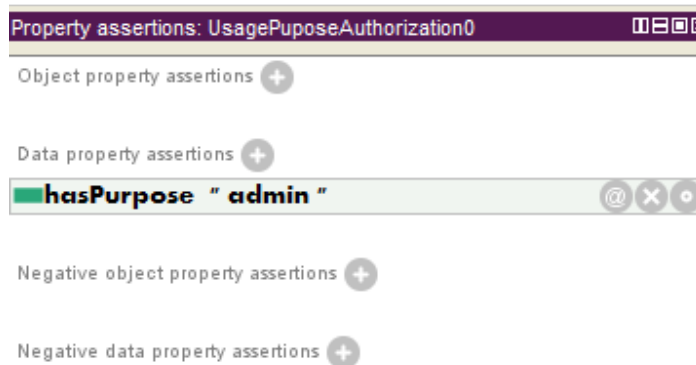 Property assertions: UsagePuposeAuthorization0
Object property assertions
Data property assertions
hasPurpose " admin "
Negative object property assertions
Negative data property assertions